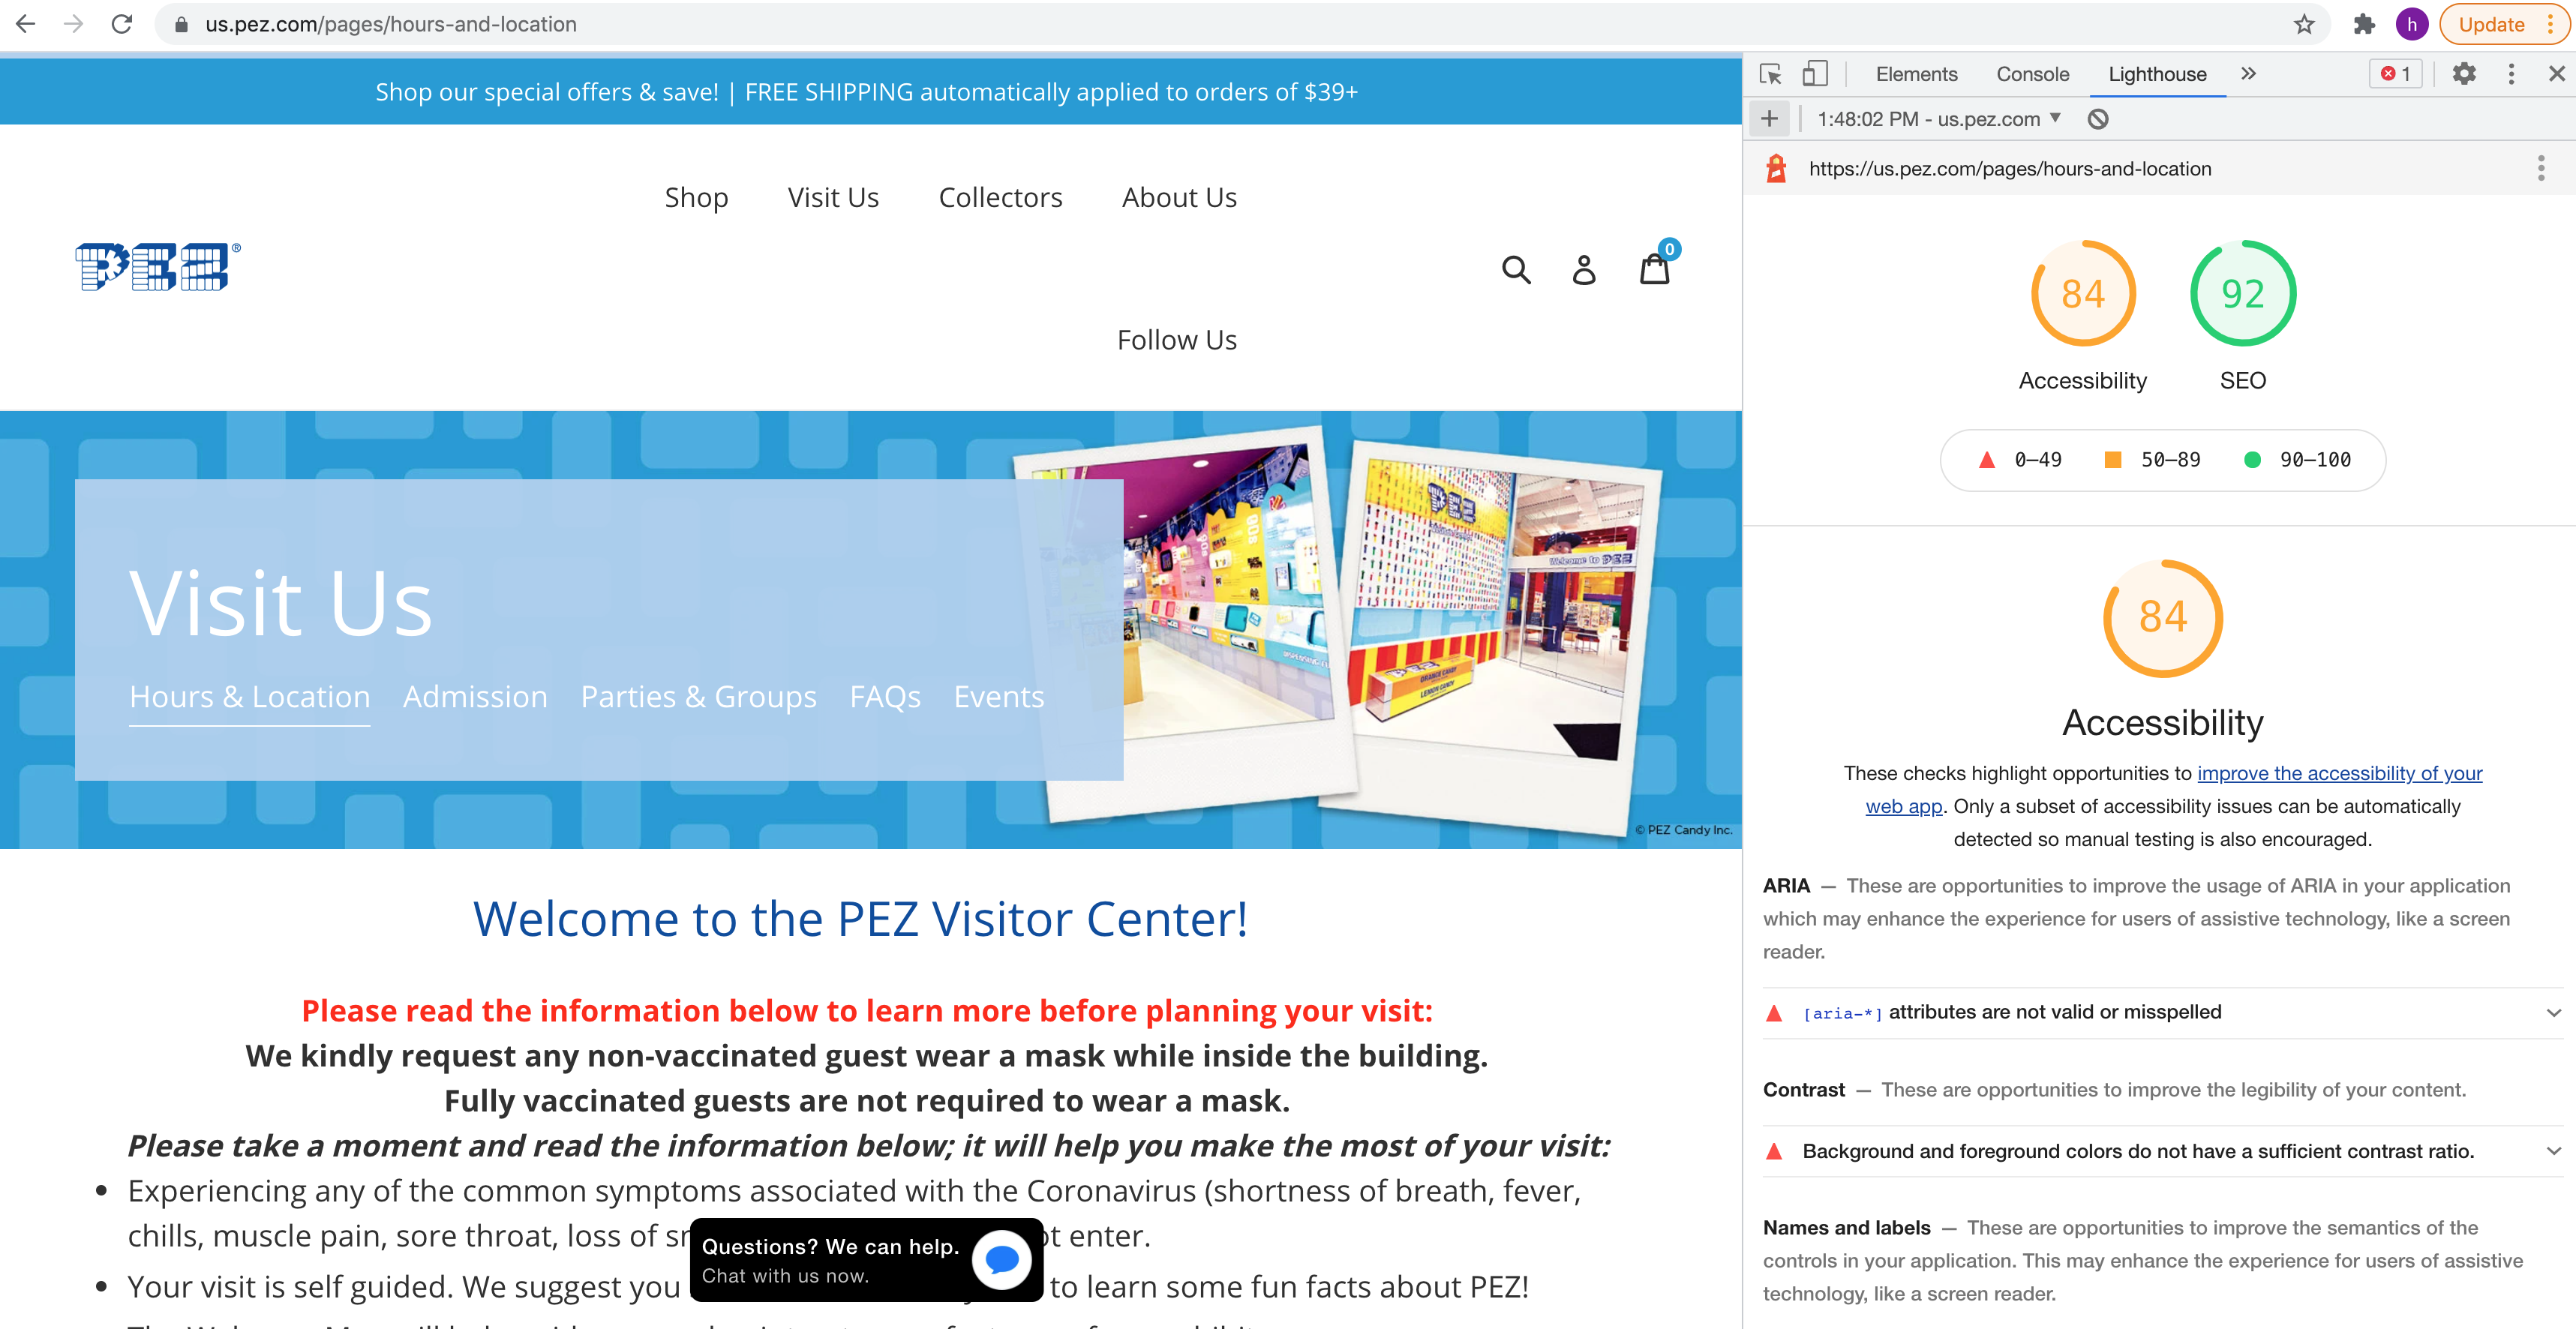 us.pez.com/pages/hours-and-location
h
Update
Shop our special offers & save! | FREE SHIPPING automatically applied to orders of $39+
Shop
Visit Us
Collectors
About Us
PEZ®
0
Follow Us
Visit Us
Hours & Location
Admission
Parties & Groups
FAQs
Events
90s
80s
PEZ
Welcome to PEZ
PEZ
ORANGE CANDY
LEMON CANDY
© PEZ Candy Inc.
Welcome to the PEZ Visitor Center!
Please read the information below to learn more before planning your visit:
We kindly request any non-vaccinated guest wear a mask while inside the building.
Fully vaccinated guests are not required to wear a mask.
Please take a moment and read the information below; it will help you make the most of your visit:
• Experiencing any of the common symptoms associated with the Coronavirus (shortness of breath, fever,
chills, muscle pain, sore throat, loss of enter.
• Your visit is self guided. We suggest you to learn some fun facts about PEZ!
Questions? We can help.
Chat with us now.
Elements
Console
Lighthouse
1
1:48:02 PM - us.pez.com
https://us.pez.com/pages/hours-and-location
84
92
Accessibility
SEO
0–49
50–89
90–100
84
Accessibility
These checks highlight opportunities to improve the accessibility of your
web app. Only a subset of accessibility issues can be automatically
detected so manual testing is also encouraged.
ARIA — These are opportunities to improve the usage of ARIA in your application
which may enhance the experience for users of assistive technology, like a screen
reader.
[aria-*] attributes are not valid or misspelled
Contrast — These are opportunities to improve the legibility of your content.
Background and foreground colors do not have a sufficient contrast ratio.
Names and labels — These are opportunities to improve the semantics of the
controls in your application. This may enhance the experience for users of assistive
technology, like a screen reader.